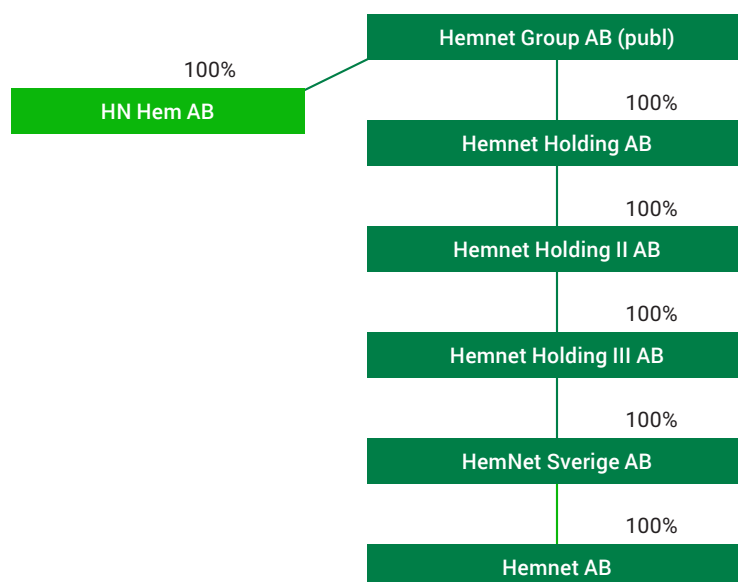 Hemnet Group AB (publ)
100%
HN Hem AB
100%
Hemnet Holding AB
100%
Hemnet Holding II AB
100%
Hemnet Holding III AB
100%
HemNet Sverige AB
100%
Hemnet AB